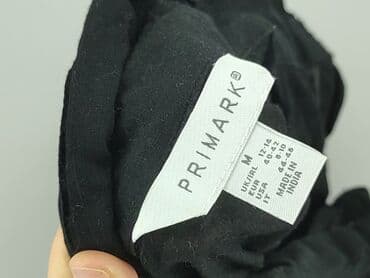 PRIMARK®
M
UK/IRL 12-14
EUR 40-42
USA 8-10
IT 44-46
MADE IN
INDIA